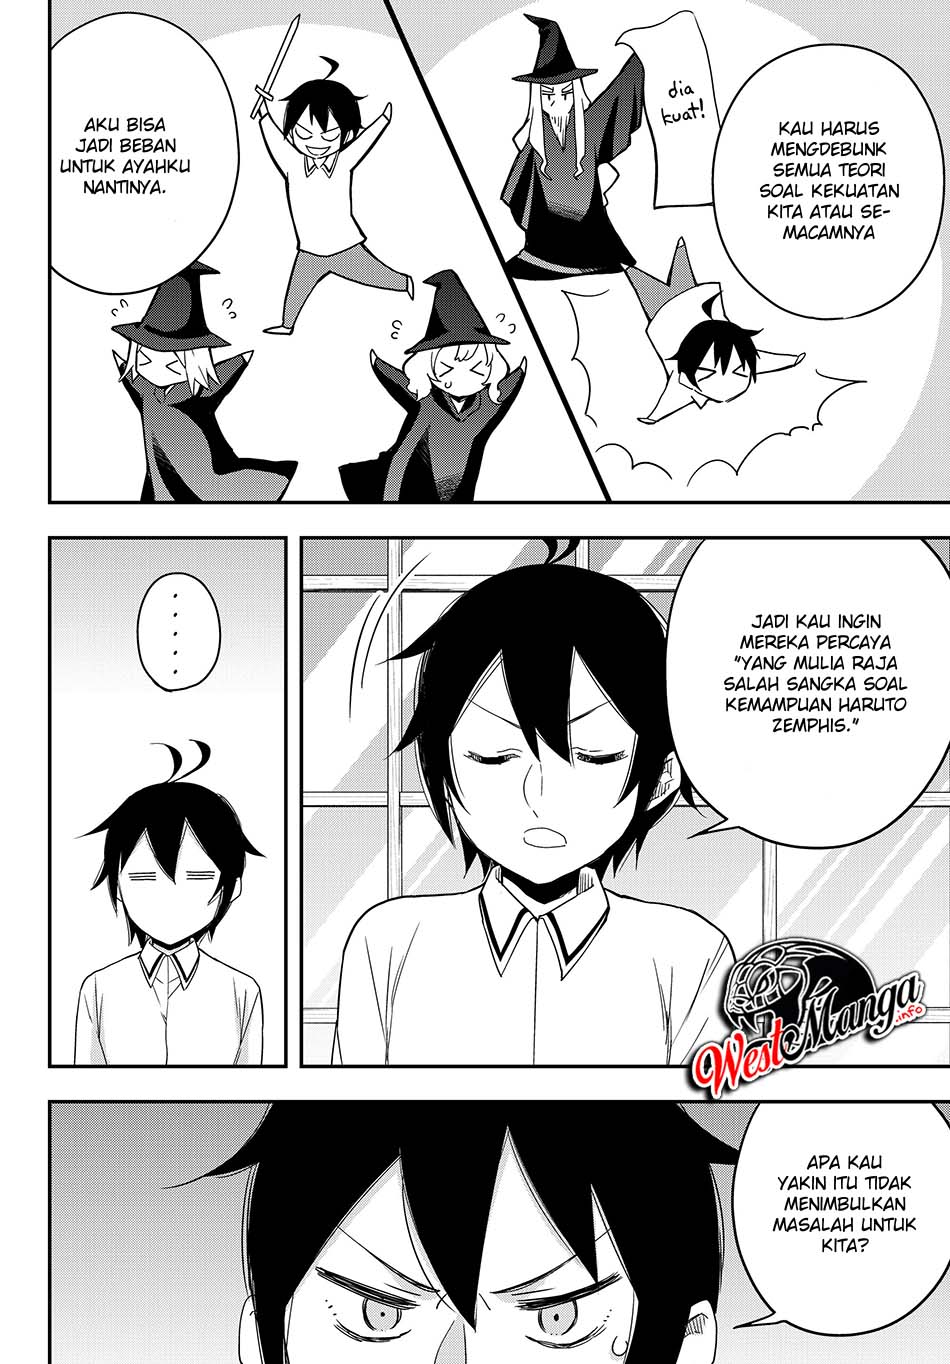 KAU HARUS
MENGDEBUNK
SEMUA TEORI
SOAL KEKUATAN
KITA ATAU SE-
MACAMNYA
dia
kuat!
AKU BISA
JADI BEBAN
UNTUK AYAHKU
NANTINYA.
JADI KAU INGIN
MEREKA PERCAYA
"YANG MULIA RAJA
SALAH SANGKA SOAL
KEMAMPUAN HARUTO
ZEMPHIS."
......
WestManga.info
APA KAU
YAKIN ITU TIDAK
MENIMBULKAN
MASALAH UNTUK
KITA?